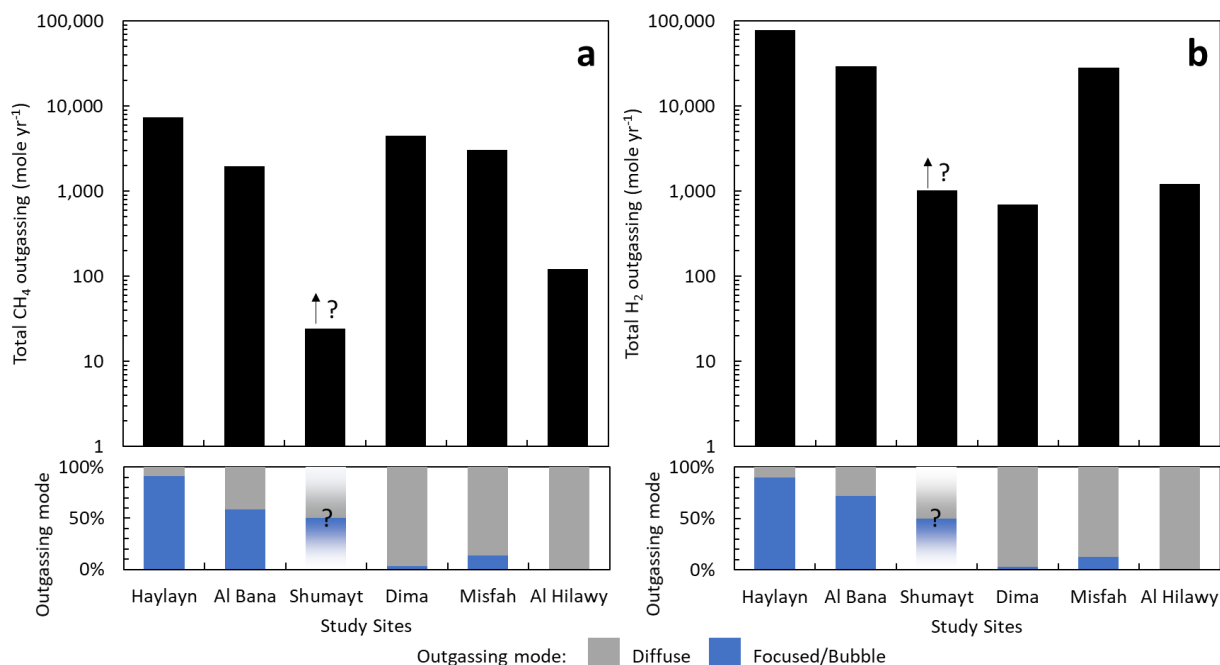 a
Total CH4 outgassing (mole yr-1)
100,000
10,000
1,000
100
10
1
?
Outgassing mode
100%
50%
0%
?
Haylayn Al Bana Shumayt Dima Misfah Al Hilawy
Study Sites
b
Total H2 outgassing (mole yr-1)
100,000
10,000
1,000
100
10
1
?
Outgassing mode
100%
50%
0%
?
Haylayn Al Bana Shumayt Dima Misfah Al Hilawy
Study Sites
Outgassing mode: Diffuse Focused/Bubble